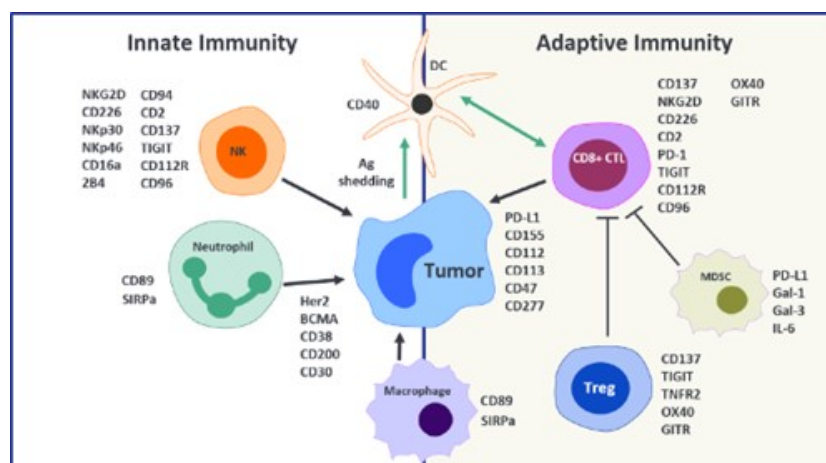 Innate Immunity
Adaptive Immunity
NKG2D CD94
CD226 CD2
NKp30 CD137
NKp46 TIGIT
CD16a CD112R
2B4 CD96
NK
DC
CD40
Ag
shedding
CD137 OX40
NKG2D GITR
CD226
CD2
PD-1
TIGIT
CD112R
CD96
CD8+ CTL
Neutrophil
CD89
SIRPa
Tumor
PD-L1
CD155
CD112
CD113
CD47
CD277
Her2
BCMA
CD38
CD200
CD30
MDSC
PD-L1
Gal-1
Gal-3
IL-6
Macrophage
CD89
SIRPa
Treg
CD137
TIGIT
TNFR2
OX40
GITR